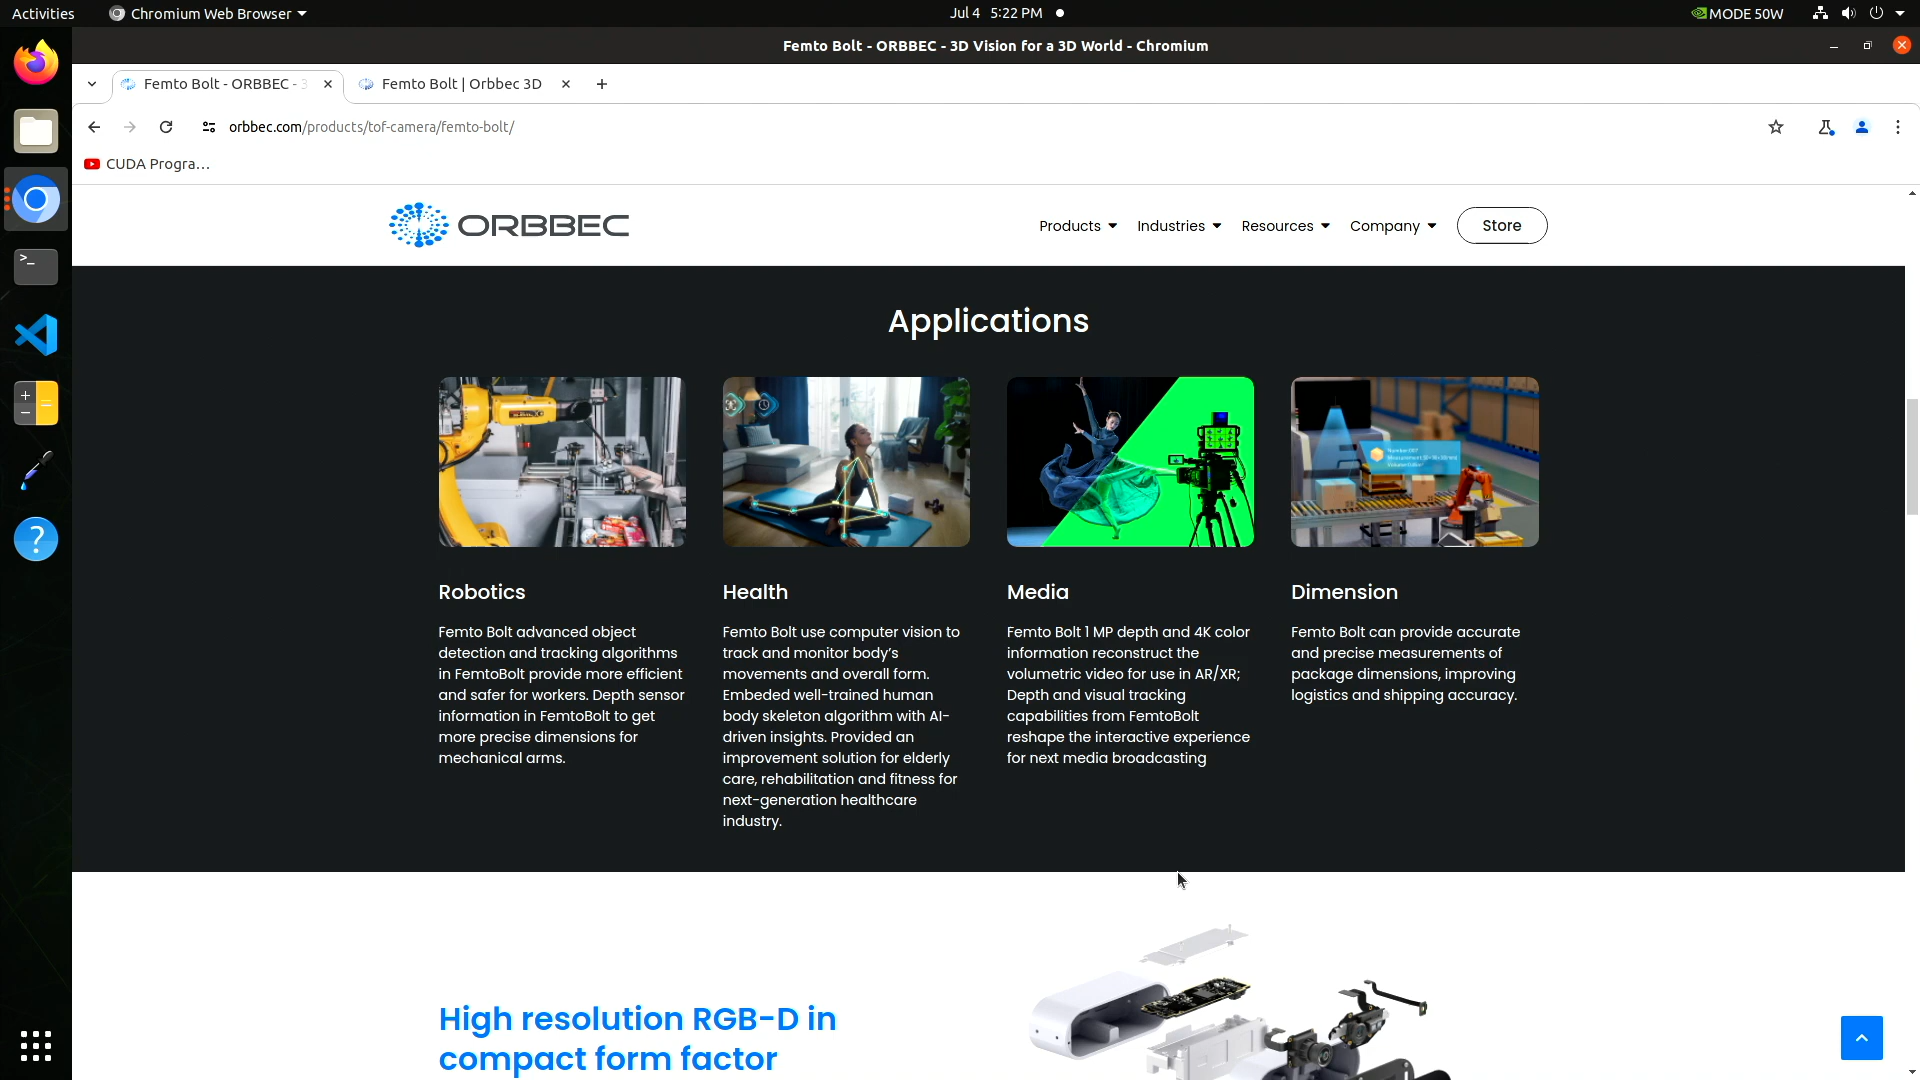 Activities
Chromium Web Browser
Jul 4 5:22 PM
MODE 50W
Femto Bolt - ORBBEC - 3D Vision for a 3D World - Chromium
Femto Bolt - ORBBEC - 3
Femto Bolt | Orbbec 3D
orbbec.com/products/tof-camera/femto-bolt/
CUDA Progra…
ORBBEC
Products
Industries
Resources
Company
Store
Applications
Robotics
Femto Bolt advanced object
detection and tracking algorithms
in FemtoBolt provide more efficient
and safer for workers. Depth sensor
information in FemtoBolt to get
more precise dimensions for
mechanical arms.
Health
Femto Bolt use computer vision to
track and monitor body’s
movements and overall form.
Embeded well-trained human
body skeleton algorithm with AI-
driven insights. Provided an
improvement solution for elderly
care, rehabilitation and fitness for
next-generation healthcare
industry.
Media
Femto Bolt 1 MP depth and 4K color
information reconstruct the
volumetric video for use in AR/XR;
Depth and visual tracking
capabilities from FemtoBolt
reshape the interactive experience
for next media broadcasting
Dimension
Femto Bolt can provide accurate
and precise measurements of
package dimensions, improving
logistics and shipping accuracy.
High resolution RGB-D in
compact form factor